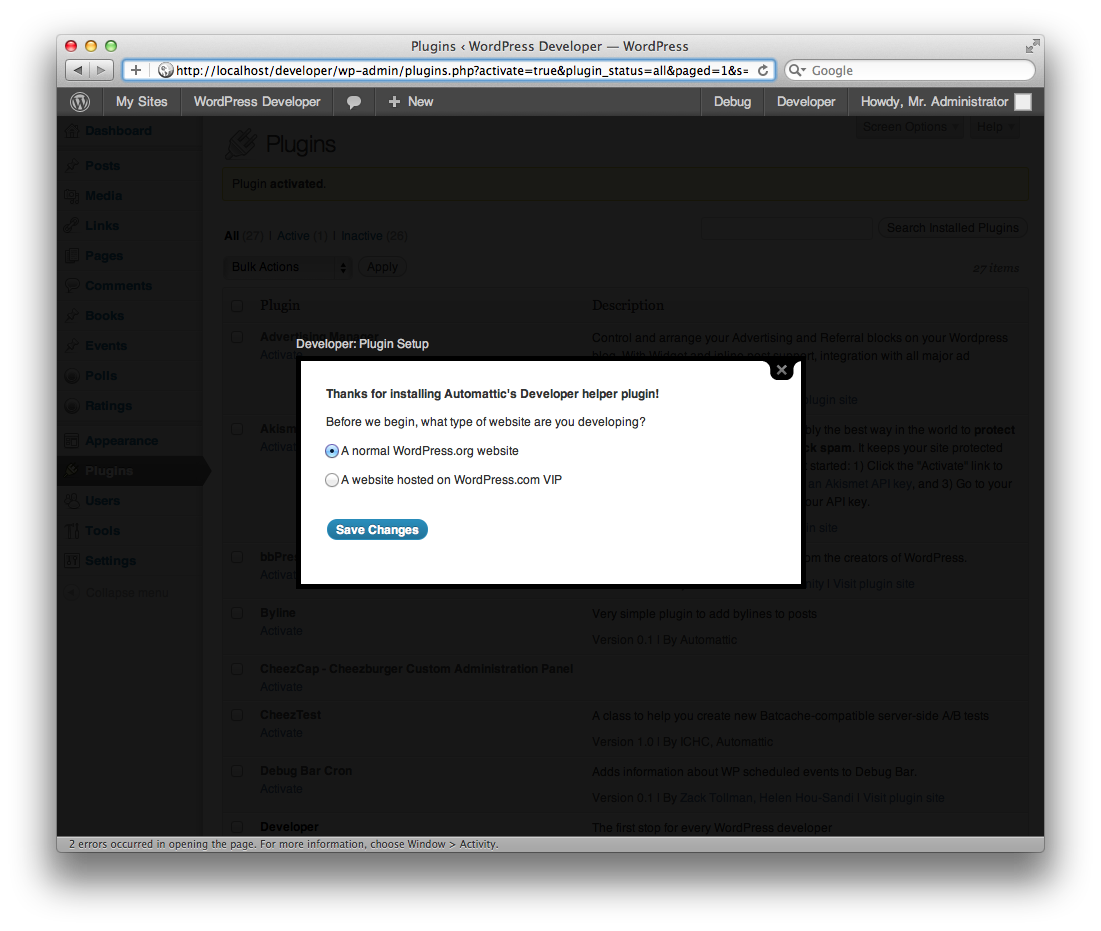 Plugins ‹ WordPress Developer — WordPress
http://localhost/developer/wp-admin/plugins.php?activate=true&plugin_status=all&paged=1&s=
Google
My Sites
WordPress Developer
New
Debug
Developer
Howdy, Mr. Administrator
Dashboard
Posts
Media
Links
Pages
Comments
Books
Events
Polls
Ratings
Appearance
Plugins
Users
Tools
Settings
Collapse menu
Screen Options
Help
Plugins
Plugin activated.
All (27) | Active (1) | Inactive (26)
Search Installed Plugins
Bulk Actions
Apply
27 items
Plugin
Description
Advertising Manager
Activate
Control and arrange your Advertising and Referral blocks on your Wordpress
blog. With Widget and inline post support, integration with all major ad
plugin site
Akism
Activa
bly the best way in the world to protect
ck spam. It keeps your site protected
started: 1) Click the "Activate" link to
an Akismet API key, and 3) Go to your
our API key.
in site
Developer: Plugin Setup
Thanks for installing Automattic's Developer helper plugin!
Before we begin, what type of website are you developing?
A normal WordPress.org website
A website hosted on WordPress.com VIP
Save Changes
bbPre
Activa
om the creators of WordPress.
nity | Visit plugin site
Byline
Activate
Very simple plugin to add bylines to posts
Version 0.1 | By Automattic
CheezCap - Cheezburger Custom Administration Panel
Activate
CheezTest
Activate
A class to help you create new Batcache-compatible server-side A/B tests
Version 1.0 | By ICHC, Automattic
Debug Bar Cron
Activate
Adds information about WP scheduled events to Debug Bar.
Version 0.1 | By Zack Tollman, Helen Hou-Sandi | Visit plugin site
Developer
The first stop for every WordPress developer
2 errors occurred in opening the page. For more information, choose Window > Activity.